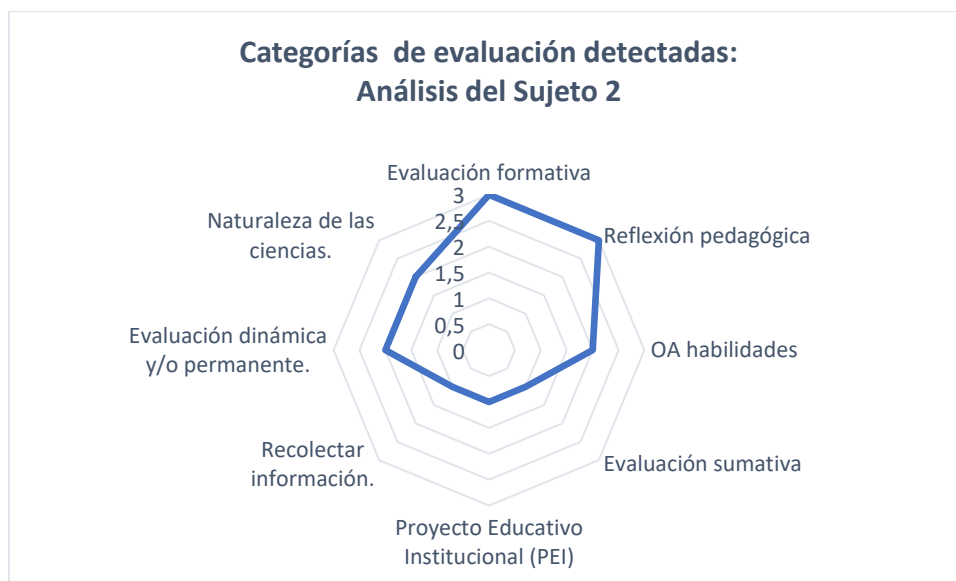 Categorías de evaluación detectadas:
Análisis del Sujeto 2
Evaluación formativa
3
2,5
2
1,5
1
0,5
0
Reflexión pedagógica
OA habilidades
Evaluación sumativa
Proyecto Educativo
Institucional (PEI)
Recolectar
información.
Evaluación dinámica
y/o permanente.
Naturaleza de las
ciencias.